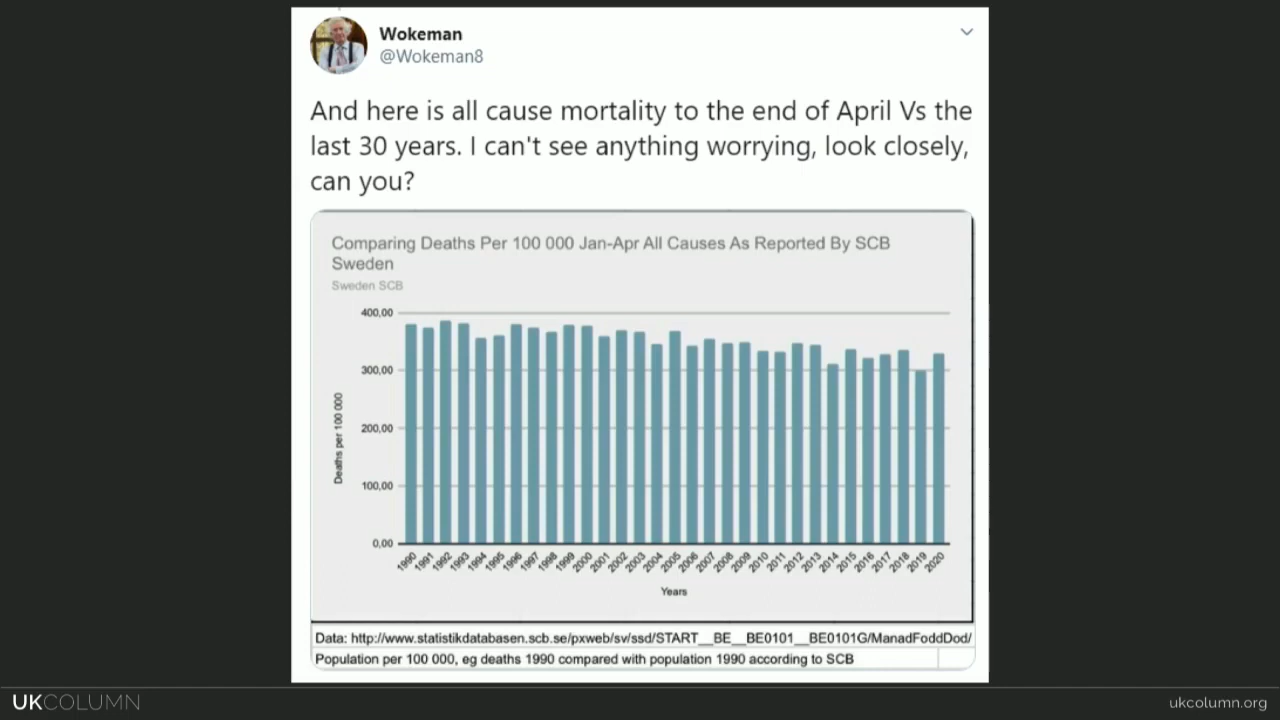 Wokeman
@Wokeman8
And here is all cause mortality to the end of April Vs the
last 30 years. I can't see anything worrying, look closely,
can you?
Comparing Deaths Per 100 000 Jan-Apr All Causes As Reported By SCB
Sweden
Sweden SCB
400,00
300,00
200,00
100,00
0,00
Deaths per 100 000
1990 1991 1992 1993 1994 1995 1996 1997 1998 1999 2000 2001 2002 2003 2004 2005 2006 2007 2008 2009 2010 2011 2012 2013 2014 2015 2016 2017 2018 2019 2020
Years
Data: http://www.statistikdatabasen.scb.se/pxweb/sv/ssd/START__BE__BE0101__BE0101G/ManadFoddDod/
Population per 100 000, eg deaths 1990 compared with population 1990 according to SCB
UKCOLUMN
ukcolumn.org